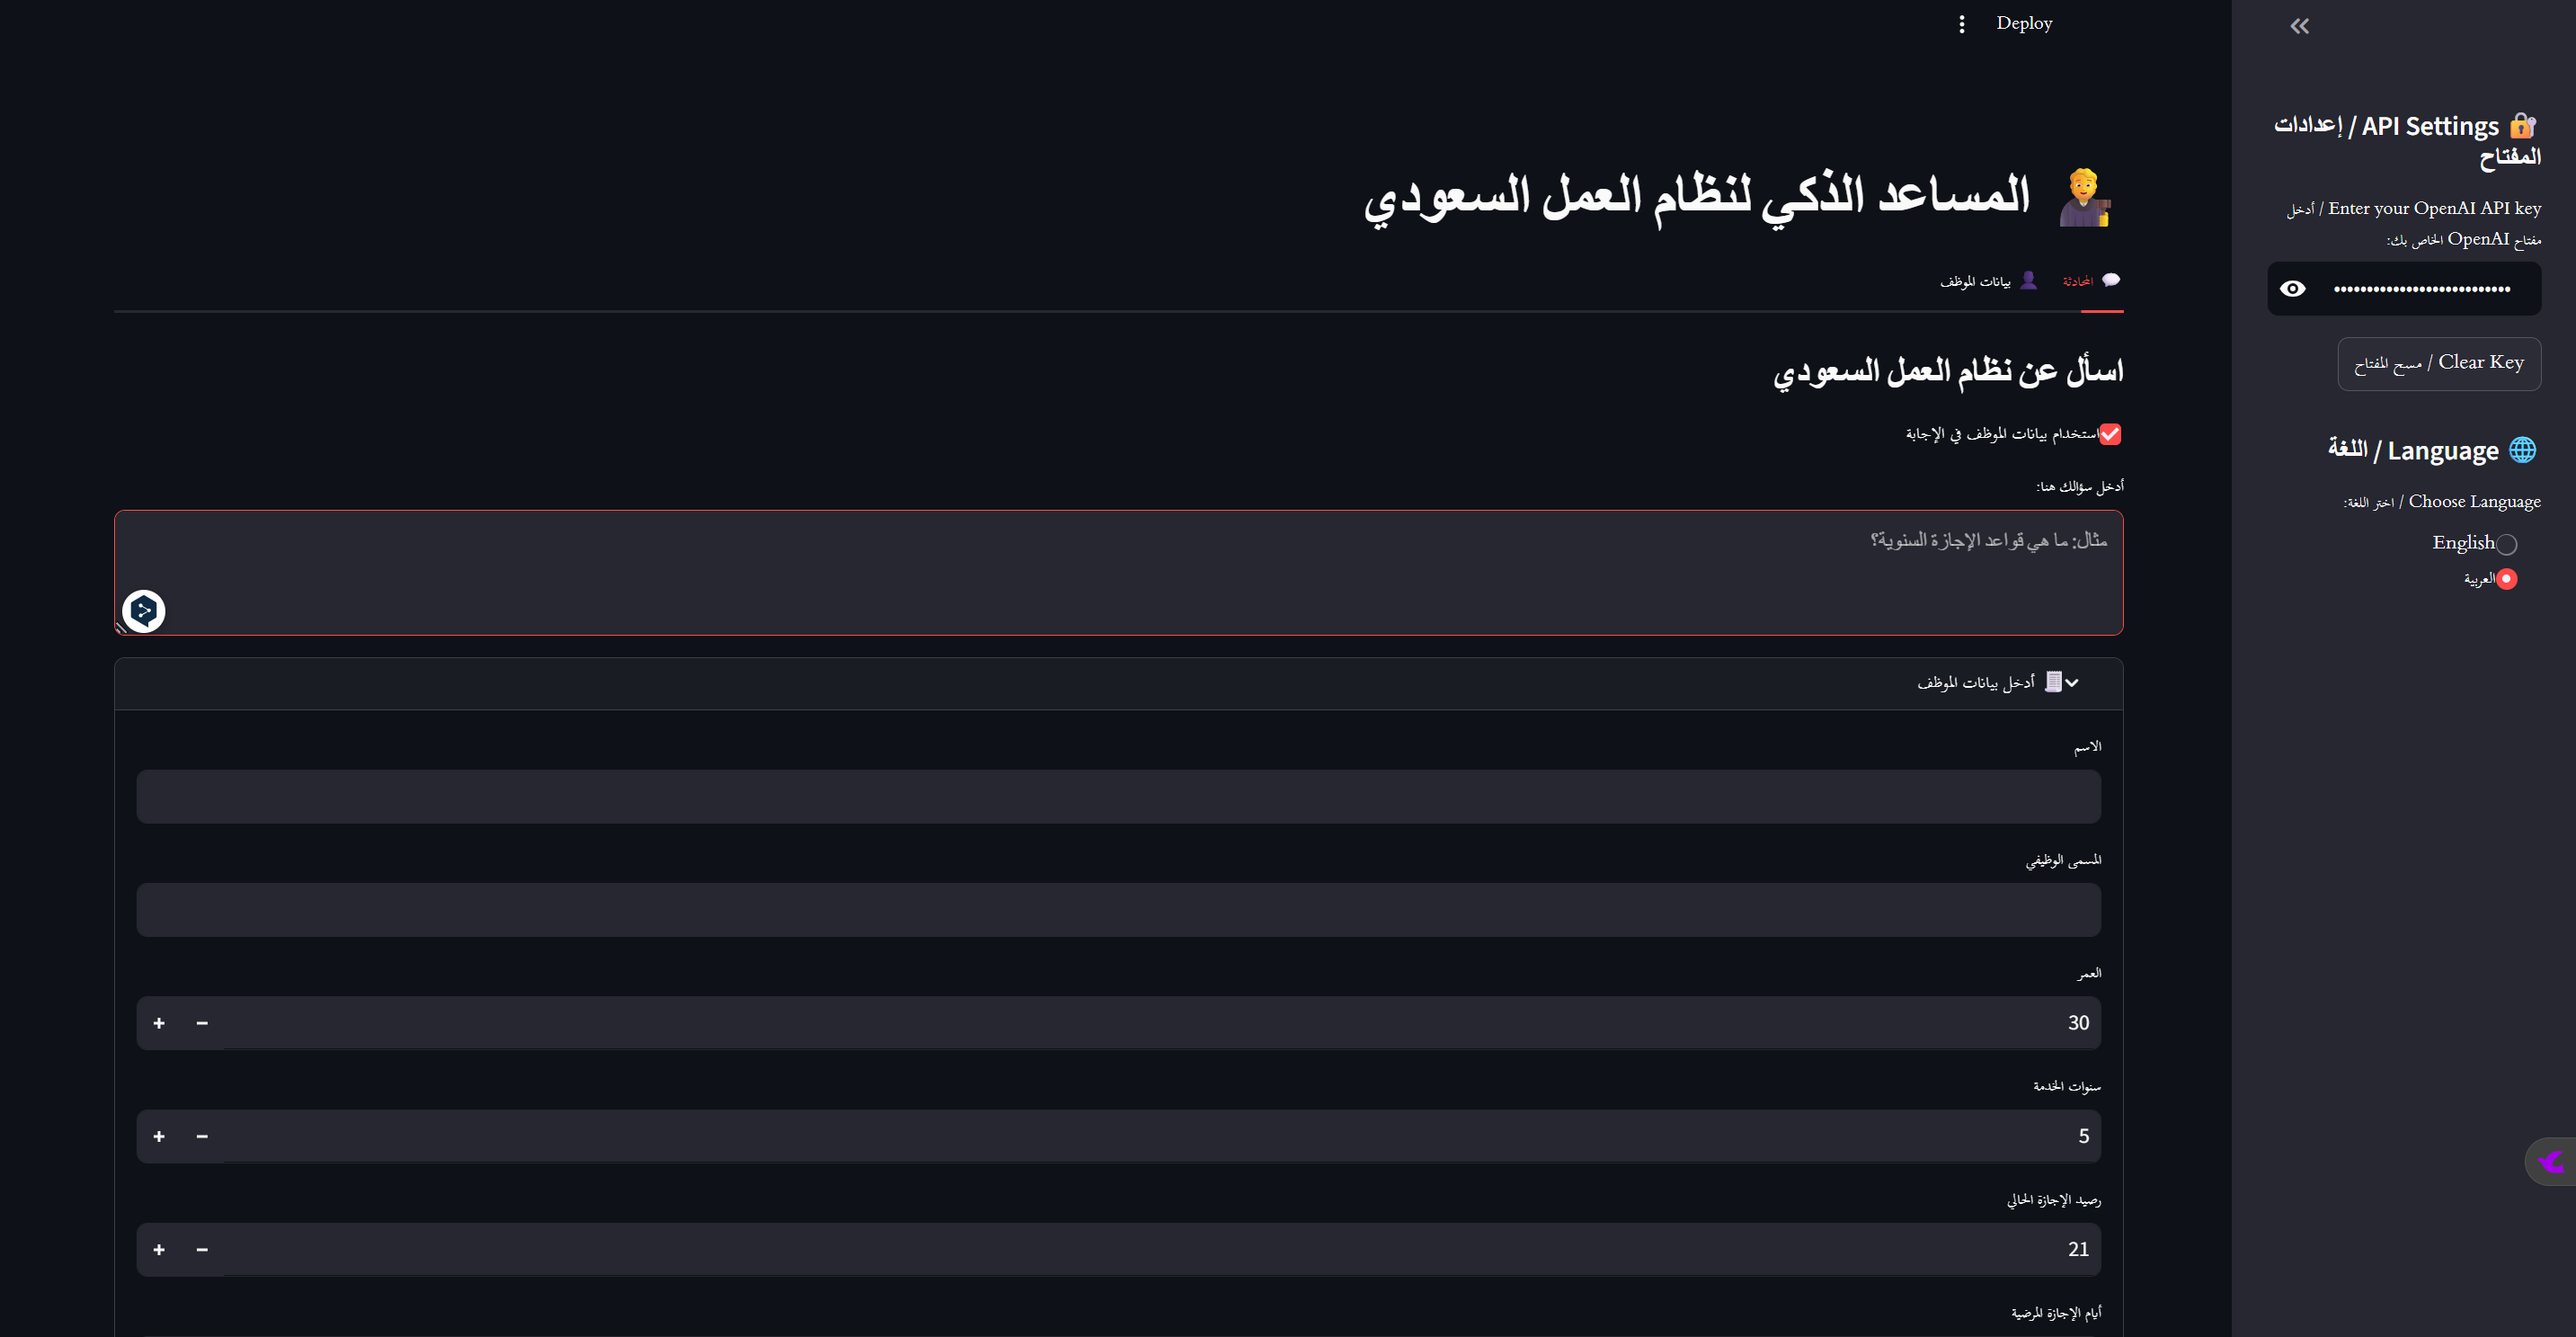 Deploy
🔐 API Settings / إعدادات
المفتاح
Enter your OpenAI API key / أدخل
مفتاح OpenAI الخاص بك:
••••••••••••••••••••••••••••
Clear Key / مسح المفتاح
🌐 Language / اللغة
Choose Language / اختر اللغة:
English
العربية
المساعد الذكي لنظام العمل السعودي
💬 المحادثة
👤 بيانات الموظف
اسأل عن نظام العمل السعودي
استخدام بيانات الموظف في الإجابة
أدخل سؤالك هنا:
مثال: ما هي قواعد الإجازة السنوية؟
أدخل بيانات الموظف
الاسم
المسمى الوظيفي
العمر
30
سنوات الخدمة
5
رصيد الإجازة الحالي
21
أيام الإجازة المرضية